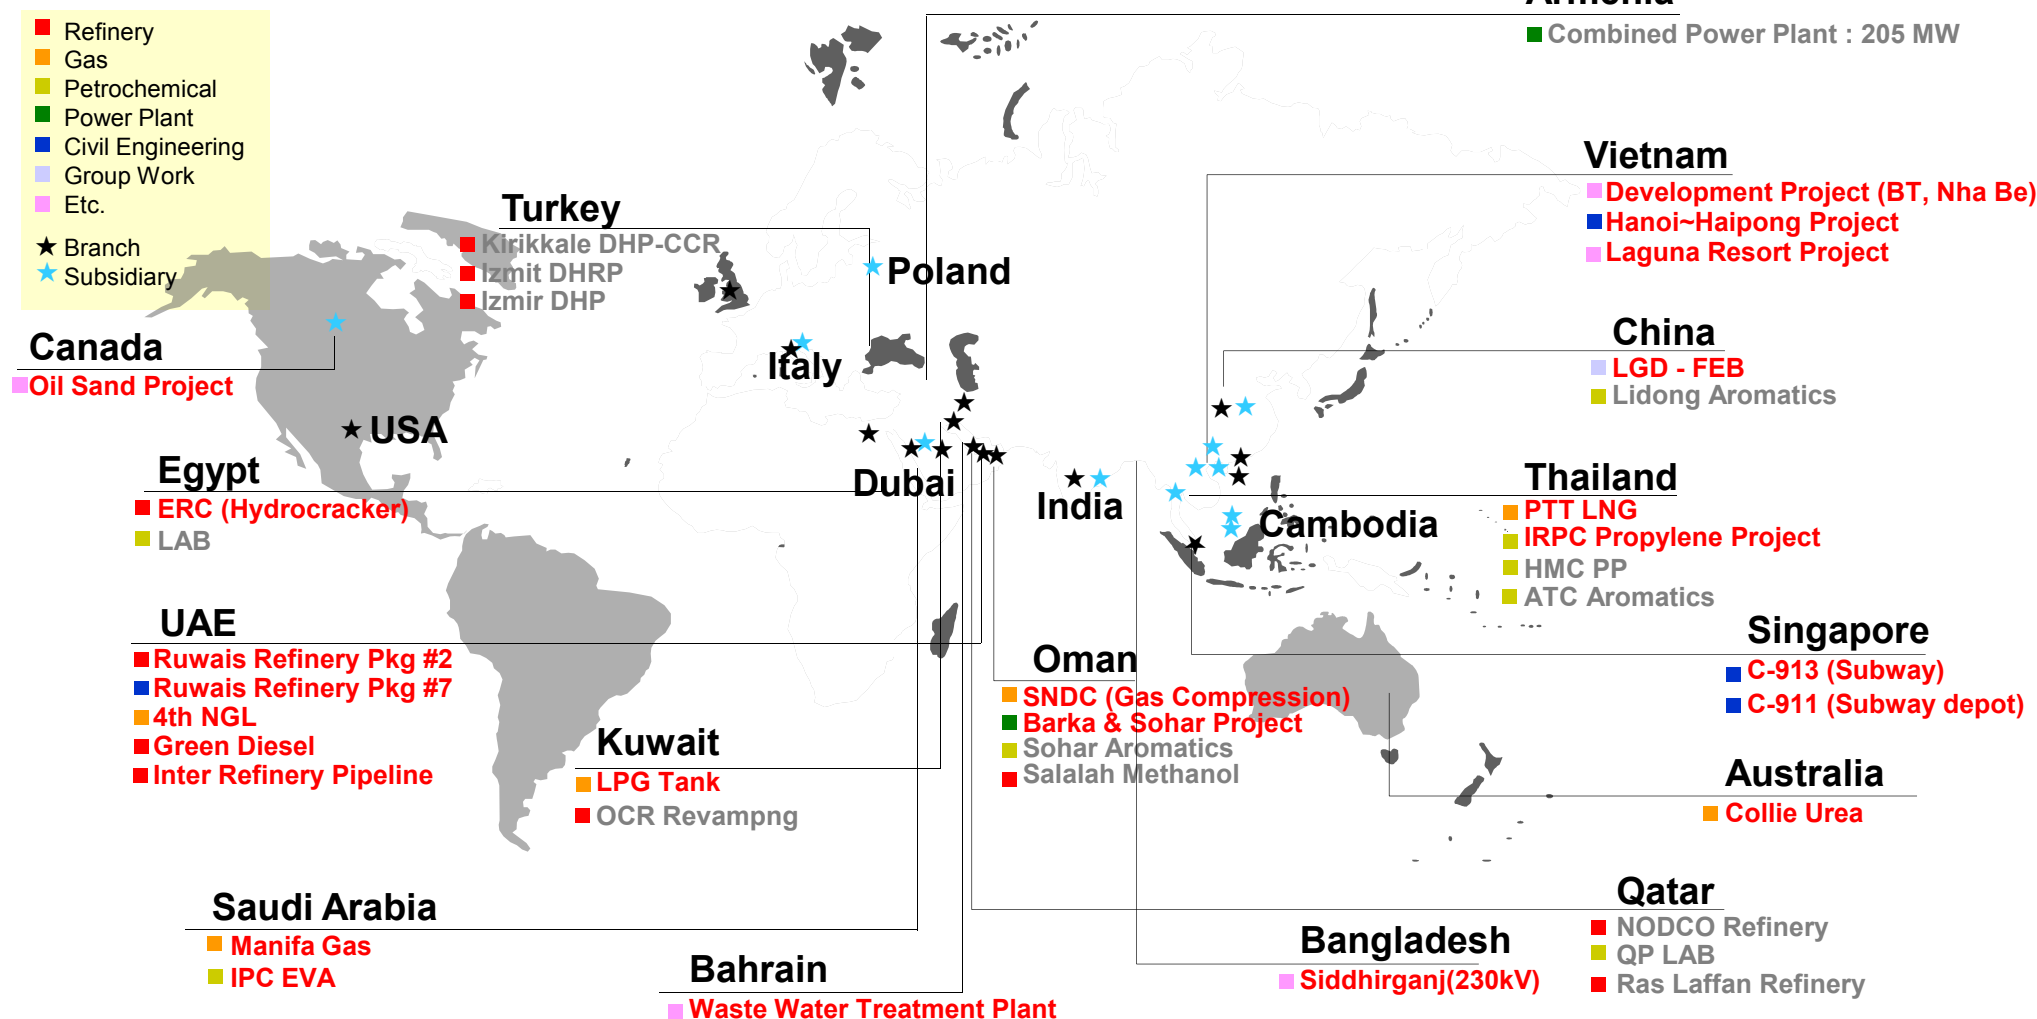 Refinery
Gas
Petrochemical
Power Plant
Civil Engineering
Group Work
Etc.
Branch
Subsidiary
Armenia
Combined Power Plant : 205 MW
Turkey
Kirikkale DHP-CCR
Izmit DHRP
Izmir DHP
Poland
Vietnam
Development Project (BT, Nha Be)
Hanoi~Haipong Project
Laguna Resort Project
Canada
Oil Sand Project
Italy
China
LGD - FEB
Lidong Aromatics
USA
Egypt
ERC (Hydrocracker)
LAB
Dubai
India
Cambodia
Thailand
PTT LNG
IRPC Propylene Project
HMC PP
ATC Aromatics
UAE
Ruwais Refinery Pkg #2
Ruwais Refinery Pkg #7
4th NGL
Green Diesel
Inter Refinery Pipeline
Kuwait
LPG Tank
OCR Revampng
Oman
SNDC (Gas Compression)
Barka & Sohar Project
Sohar Aromatics
Salalah Methanol
Singapore
C-913 (Subway)
C-911 (Subway depot)
Australia
Collie Urea
Saudi Arabia
Manifa Gas
IPC EVA
Bahrain
Waste Water Treatment Plant
Bangladesh
Siddhirganj(230kV)
Qatar
NODCO Refinery
QP LAB
Ras Laffan Refinery